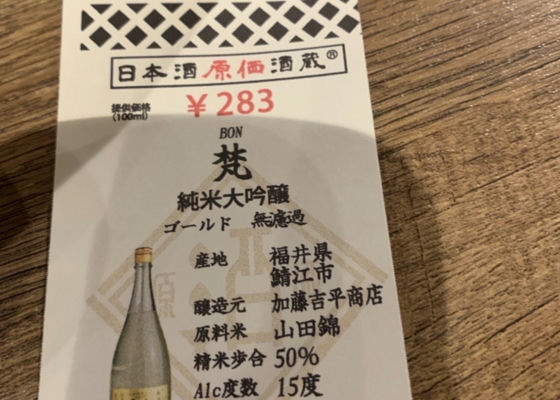 日本酒原価酒蔵®
提供価格
(100ml)
¥283
BON
梵
純米大吟醸
ゴールド 無濾過
産地 福井県
鯖江市
醸造元 加藤吉平商店
原料米 山田錦
精米歩合 50%
Alc度数 15度